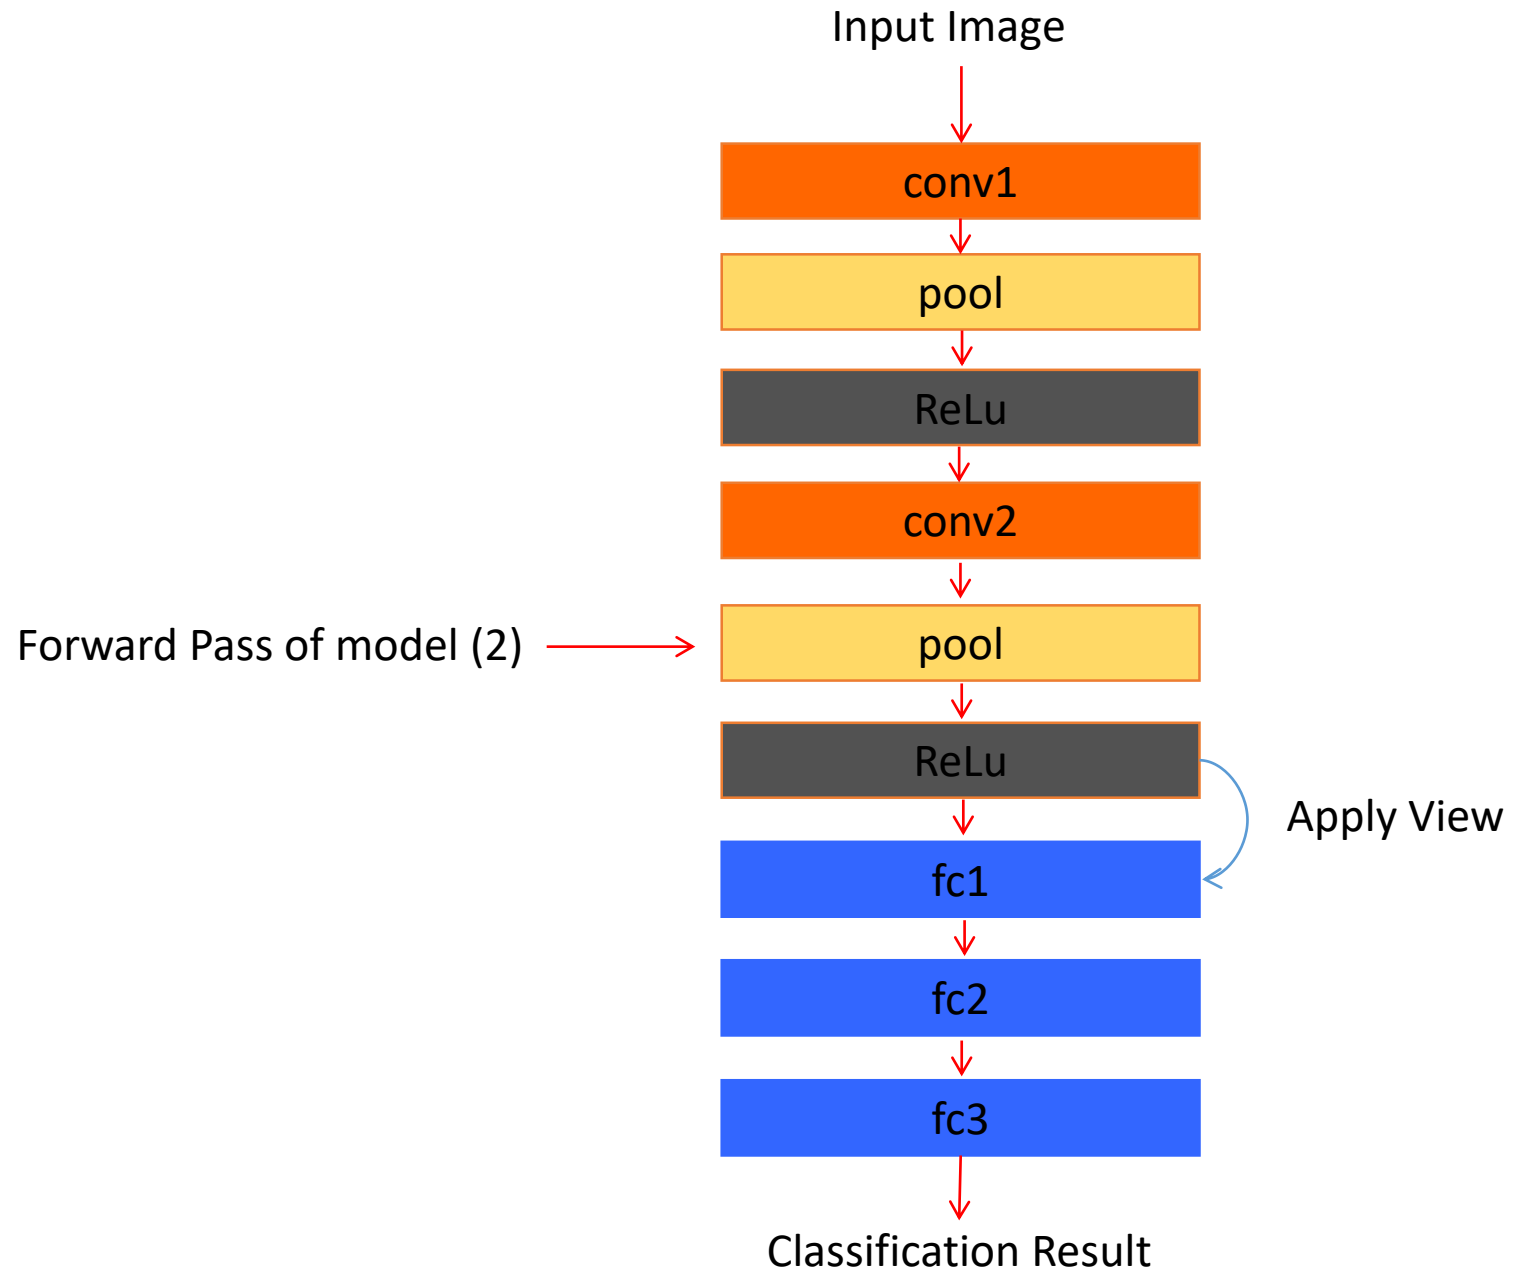 Input Image
conv1
pool
ReLu
conv2
Forward Pass of model (2)
pool
ReLu
Apply View
fc1
fc2
fc3
Classification Result